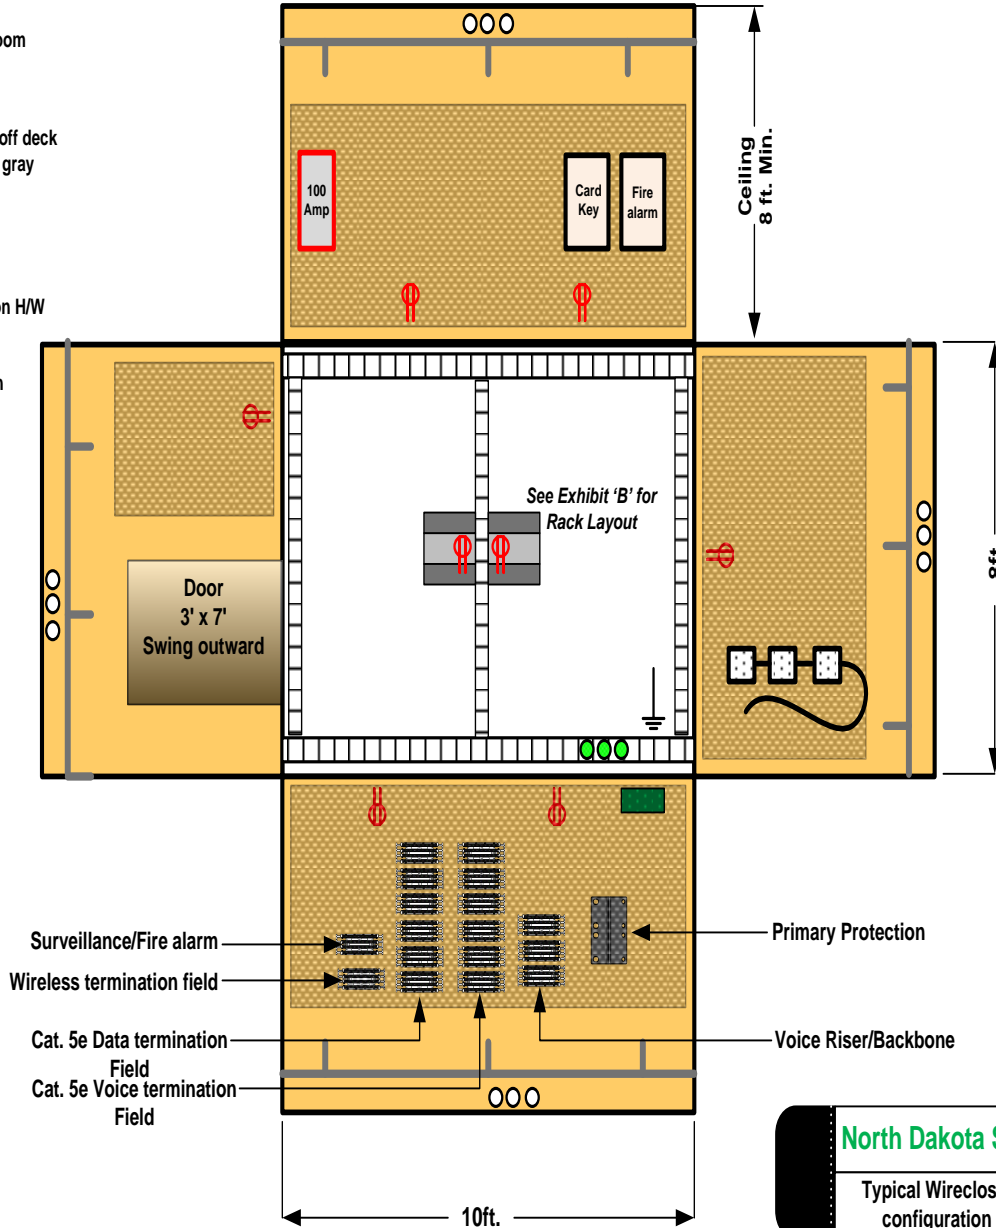 oom
off deck
gray
on H/W
100
Amp
Card
Key
Fire
alarm
Ceiling
8 ft. Min.
See Exhibit ‘B’ for
Rack Layout
Door
3' x 7'
Swing outward
8ft
Surveillance/Fire alarm
Wireless termination field
Cat. 5e Data termination
Field
Cat. 5e Voice termination
Field
Primary Protection
Voice Riser/Backbone
10ft.
North Dakota S
Typical Wireclos
configuration